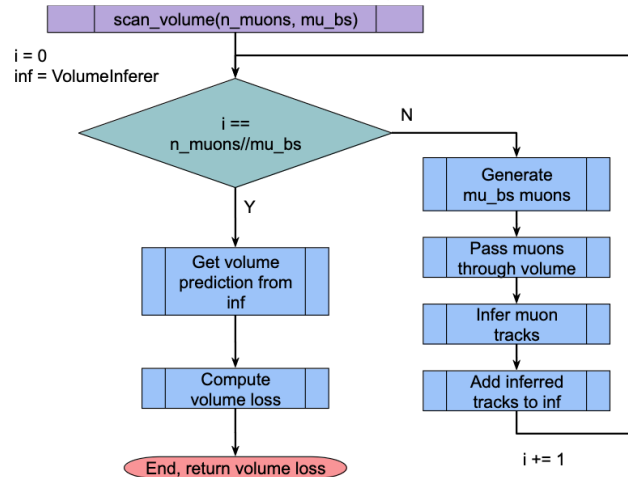 scan_volume(n_muons, mu_bs)
i = 0
inf = VolumeInferer
i ==
n_muons//mu_bs
N
Y
Generate
mu_bs muons
Pass muons
through volume
Infer muon
tracks
Add inferred
tracks to inf
i += 1
Get volume
prediction from
inf
Compute
volume loss
End, return volume loss